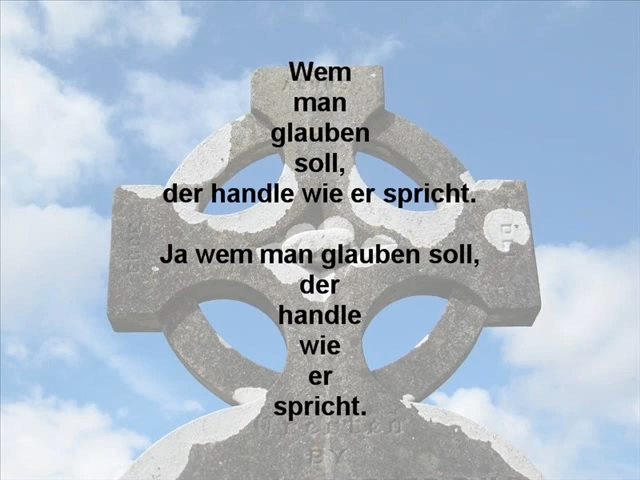 Wem
man
glauben
soll,
der handle wie er spricht.
Ja wem man glauben soll,
der
handle
wie
er
spricht.
BY